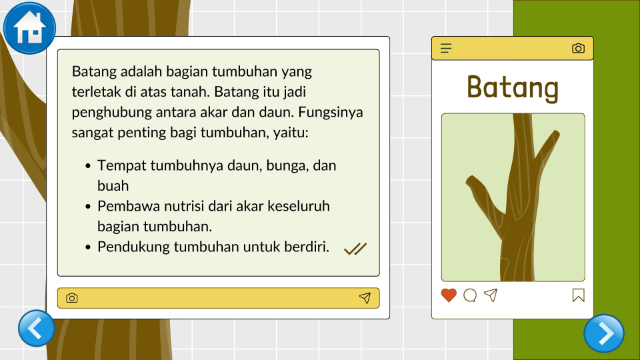 Batang adalah bagian tumbuhan yang
terletak di atas tanah. Batang itu jadi
penghubung antara akar dan daun. Fungsinya
sangat penting bagi tumbuhan, yaitu:
• Tempat tumbuhnya daun, bunga, dan
buah
• Pembawa nutrisi dari akar keseluruh
bagian tumbuhan.
• Pendukung tumbuhan untuk berdiri.
Batang